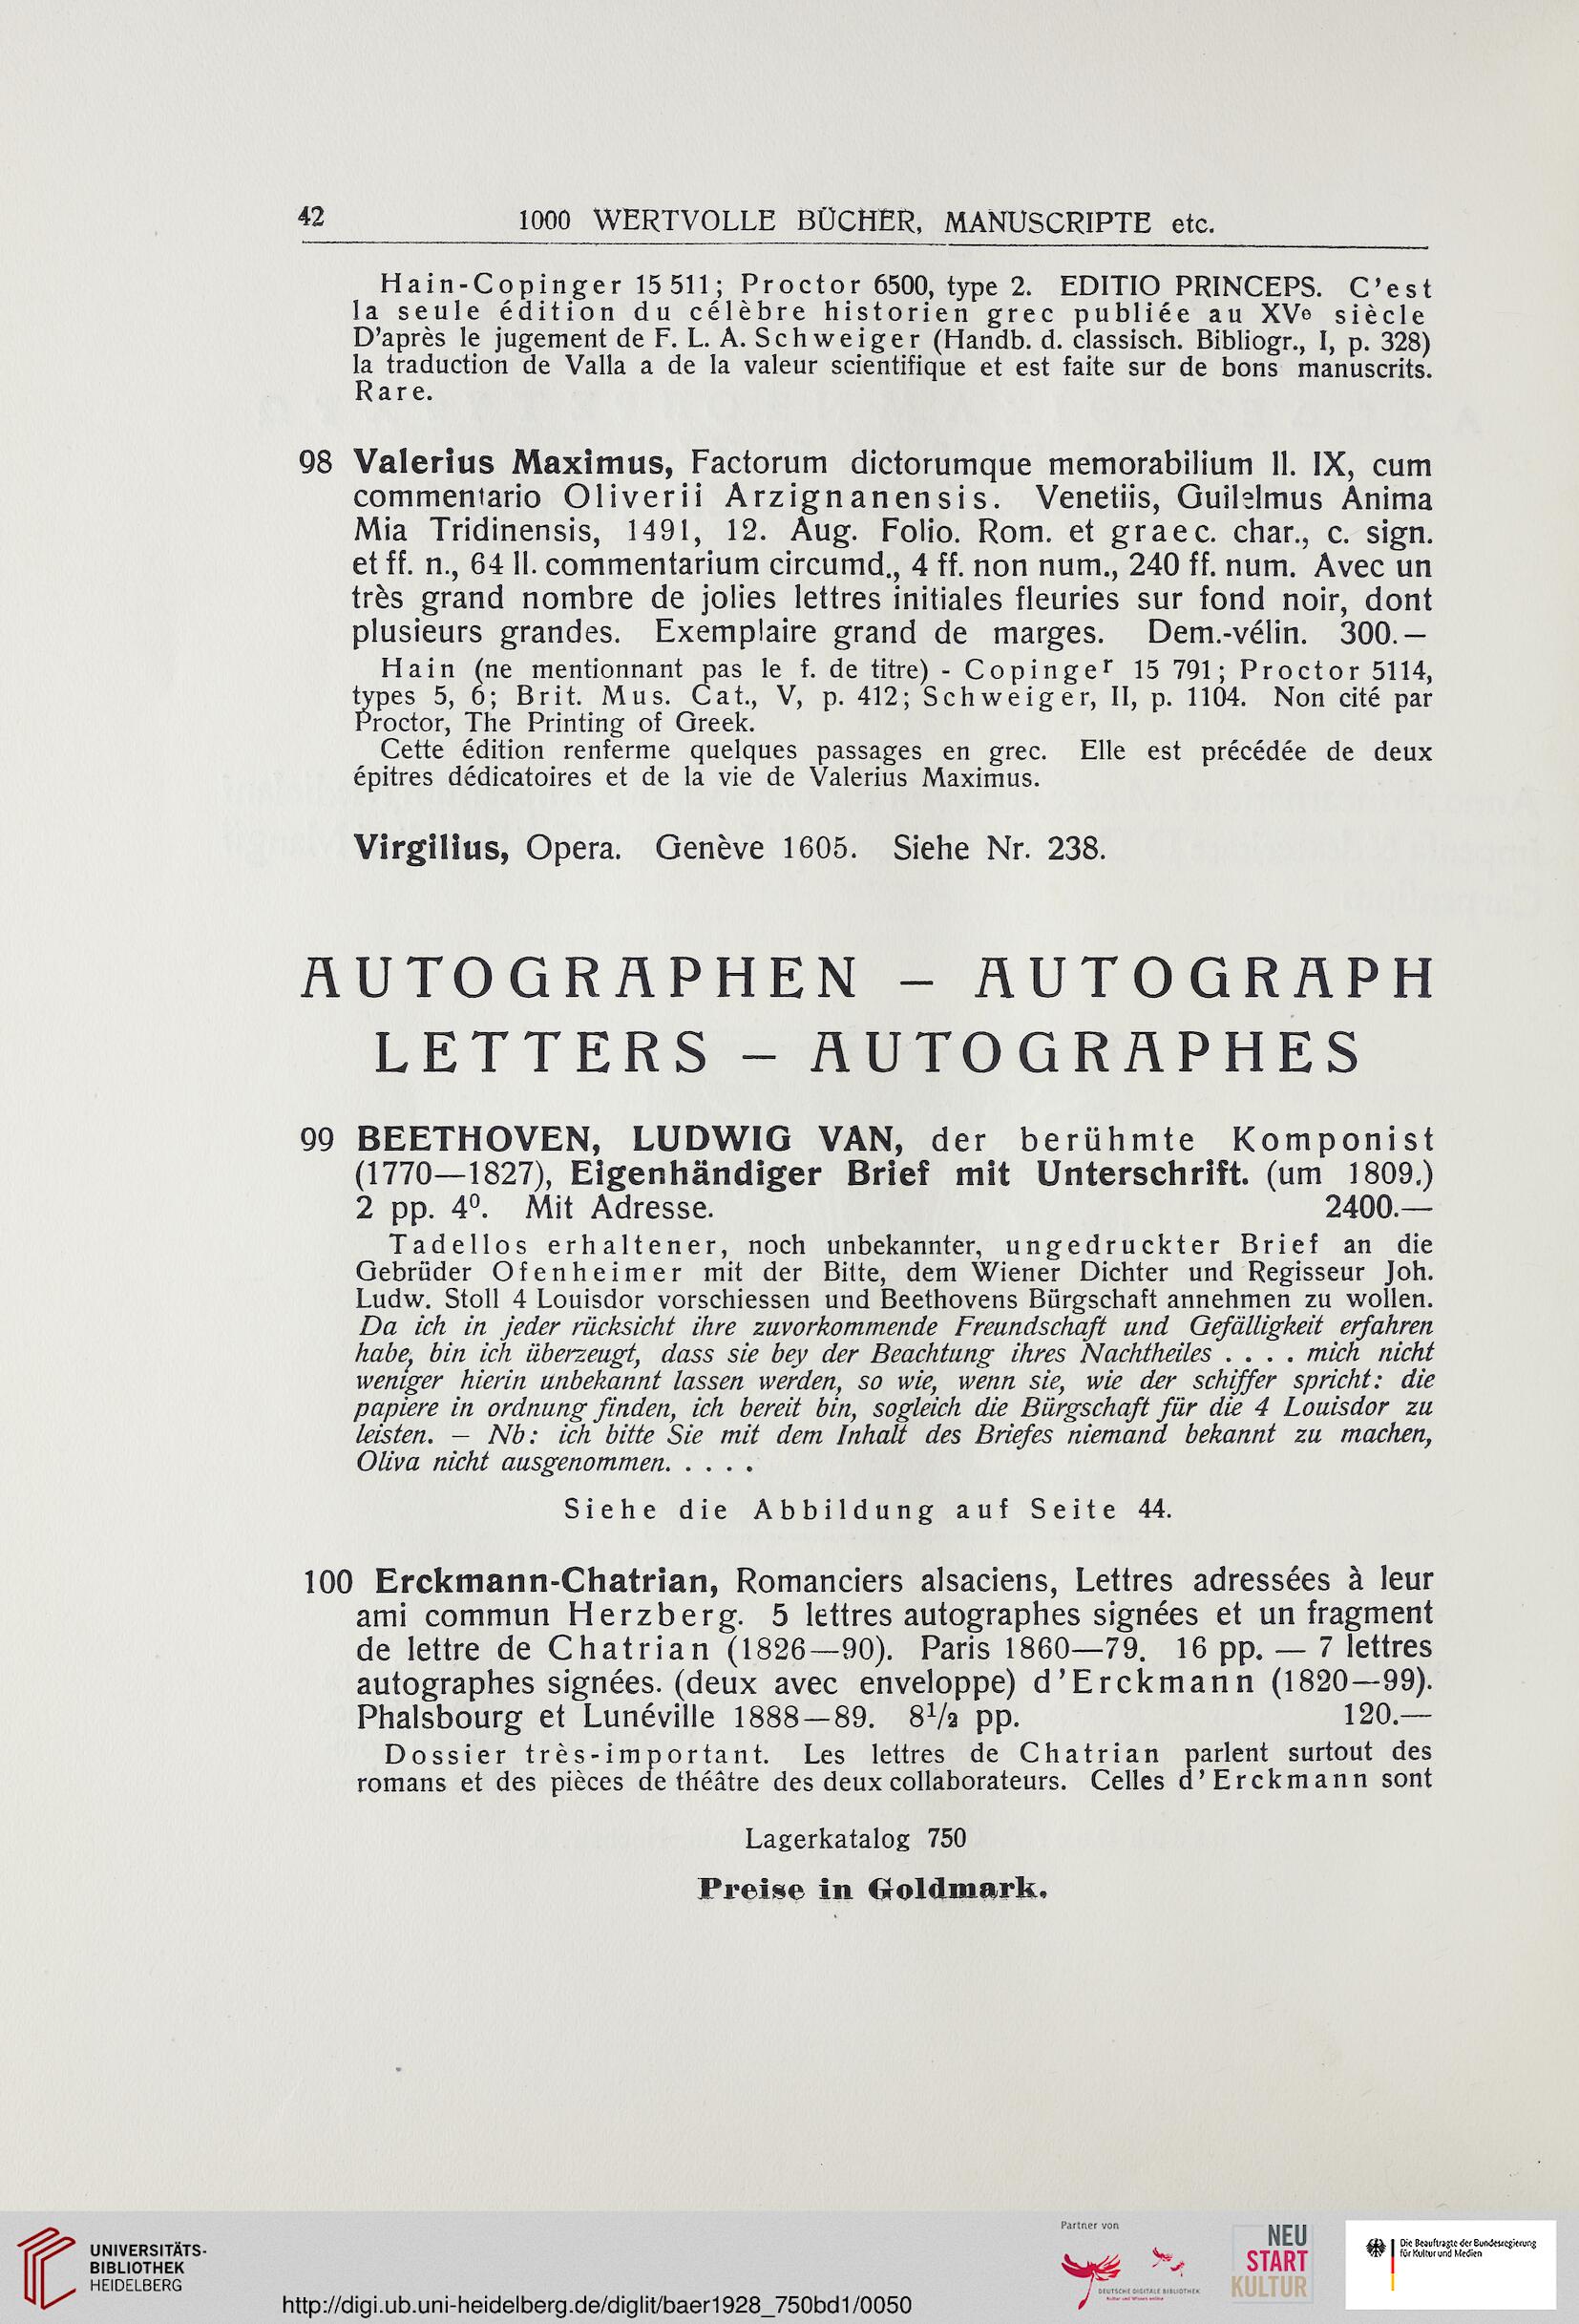 42 1000 WERTVOLLE BÜCHER, MANUSCRIPTE etc.
Hain-Copinger 15 511; Proctor 6500, type 2. EDITIO PRINCEPS. C'est
la seule édition du célèbre historien grec publiée au XVe siècle
D'après le jugement de F. L. A. Schweiger (Handb. d. classisch. Bibliogr., I, p. 328)
la traduction de Valla a de la valeur scientifique et est faite sur de bons manuscrits.
Rare.
98 Valerius Maximus, Factorum dictorumque memorabilium ll. IX, cum
commentario Oliverii Arzignanensis. Venetiis, Guilelmus Anima
Mia Tridinensis, 1491, 12. Aug. Folio. Rom. et graec. char., c. sign.
et ff. n., 64 ll. commentarium circumd., 4 ff. non num., 240 ff. num. Avec un
très grand nombre de jolies lettres initiales fleuries sur fond noir, dont
plusieurs grandes. Exemplaire grand de marges. Dem.-vélin. 300.—
Hain (ne mentionnant pas le f. de titre) - Copinger 15 791; Proctor 5114,
types 5, 6; Brit. Mus. Cat., V, p. 412; Schweiger, II, p. 1104. Non cité par
Proctor, The Printing of Greek.
Cette édition renferme quelques passages en grec. Elle est précédée de deux
épitres dédicatoires et de la vie de Valerius Maximus.
Virgilius, Opera. Genève 1605. Siehe Nr. 238.
AUTOGRAPHEN – AUTOGRAPH
LETTERS – AUTOGRAPHES
99 BEETHOVEN, LUDWIG VAN, der berühmte Komponist
(1770—1827), Eigenhändiger Brief mit Unterschrift. (um 1809.)
2 pp. 4⁰. Mit Adresse. 2400.—
Tadellos erhaltener, noch unbekannter, ungedruckter Brief an die
Gebrüder Ofenheimer mit der Bitte, dem Wiener Dichter und Regisseur Joh.
Ludw. Stoll 4 Louisdor vorschiessen und Beethovens Bürgschaft annehmen zu wollen.
Da ich in jeder rücksicht ihre zuvorkommende Freundschaft und Gefälligkeit erfahren
habe, bin ich überzeugt, dass sie bey der Beachtung ihres Nachtheiles . . . . mich nicht
weniger hierin unbekannt lassen werden, so wie, wenn sie, wie der schiffer spricht: die
papiere in ordnung finden, ich bereit bin, sogleich die Bürgschaft für die 4 Louisdor zu
leisten. — Nb: ich bitte Sie mit dem Inhalt des Briefes niemand bekannt zu machen,
Oliva nicht ausgenommen. . . . .
Siehe die Abbildung auf Seite 44.
100 Erckmann-Chatrian, Romanciers alsaciens, Lettres adressées à leur
ami commun Herzberg. 5 lettres autographes signées et un fragment
de lettre de Chatrian (1826—90). Paris 1860—79. 16 pp. — 7 lettres
autographes signées. (deux avec enveloppe) d'Erckmann (1820—99).
Phalsbourg et Lunéville 1888—89. 8½ pp. 120.—
Dossier très-important. Les lettres de Chatrian parlent surtout des
romans et des pièces de théâtre des deux collaborateurs. Celles d'Erckmann sont
Lagerkatalog 750
Preise in Goldmark.
UNIVERSITÄTS-
BIBLIOTHEK
HEIDELBERG
http://digi.ub.uni-heidelberg.de/diglit/baer1928_750bd1/0050
Partner von
DEUTSCHE DIGITALE BIBLIOTHEK
Kultur und Wissen online
NEU
START
KULTUR
Die Beauftragte der Bundesregierung
für Kultur und Medien